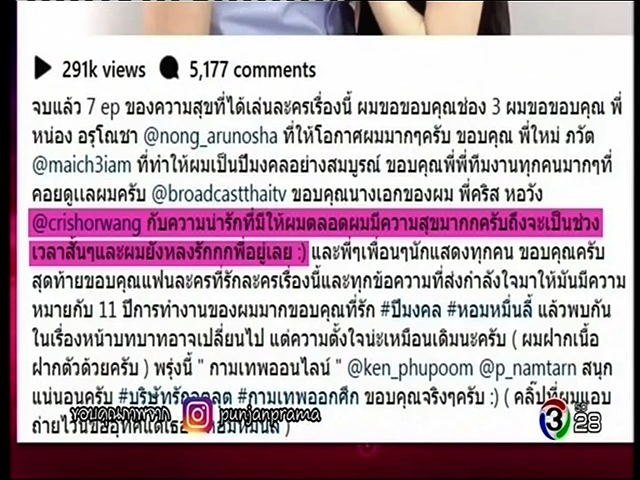 291k views 5,177 comments
จบแล้ว 7 ep ของความสุขที่ได้เล่นละครเรื่องนี้ ผมขอขอบคุณช่อง 3 ผมขอขอบคุณ พี่
หน่อง อรุโณชา @nong_arunosha ที่ให้โอกาศผมมากๆครับ ขอบคุณ พี่ใหม่ ภวัต
@maich3iam ที่ทำให้ผมเป็นปีมงคลอย่างสมบูรณ์ ขอบคุณพี่พี่ทีมงานทุกคนมากๆที่
คอยดูแลผมครับ @broadcastthaitv ขอบคุณนางเอกของผม พี่คริส หอวัง
@crishorwang กับความน่ารักที่มีให้ผมตลอดผมมีความสุขมากกครับถึงจะเป็นช่วง
เวลาสั้นๆและผมยังหลงรักกกพี่อยู่เลย :) และพี่ๆเพื่อนๆนักแสดงทุกคน ขอบคุณครับ
สุดท้ายขอบคุณแฟนละครที่รักละครเรื่องนี้และทุกข้อความที่ส่งกำลังใจมาให้มันมีความ
หมายกับ 11 ปีการทำงานของผมมากขอบคุณที่รัก #ปีมงคล #หอมหมื่นลี้ แล้วพบกัน
ในเรื่องหน้าบทบาทอาจเปลี่ยนไป แต่ความตั้งใจน่ะเหมือนเดิมนะครับ ( ผมฝากเนื้อ
ฝากตัวด้วยครับ ) พรุ่งนี้ " กามเทพออนไลน์ " @ken_phupoom @p_namtarn สนุก
แน่นอนครับ #กามเทพออกศึก ขอบคุณจริงๆครับ :) ( คลิ๊ปที่ผมแอบ
ขอบคุณภาพจาก punjanprama
3 28